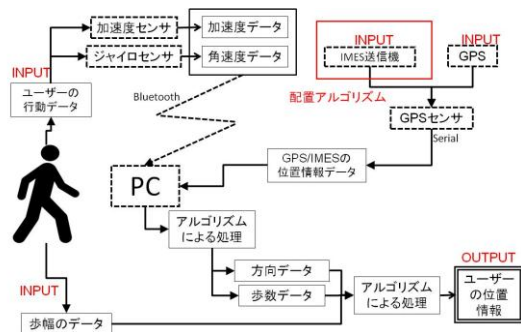 加速度センサ
加速度データ
ジャイロセンサ
角速度データ
INPUT
ユーザーの
行動データ
Bluetooth
INPUT
IMES送信機
INPUT
GPS
配置アルゴリズム
GPSセンサ
Serial
GPS/IMESの
位置情報データ
PC
アルゴリズム
による処理
方向データ
歩数データ
アルゴリズム
による処理
OUTPUT
ユーザー
の位置
情報
INPUT
歩幅のデータ